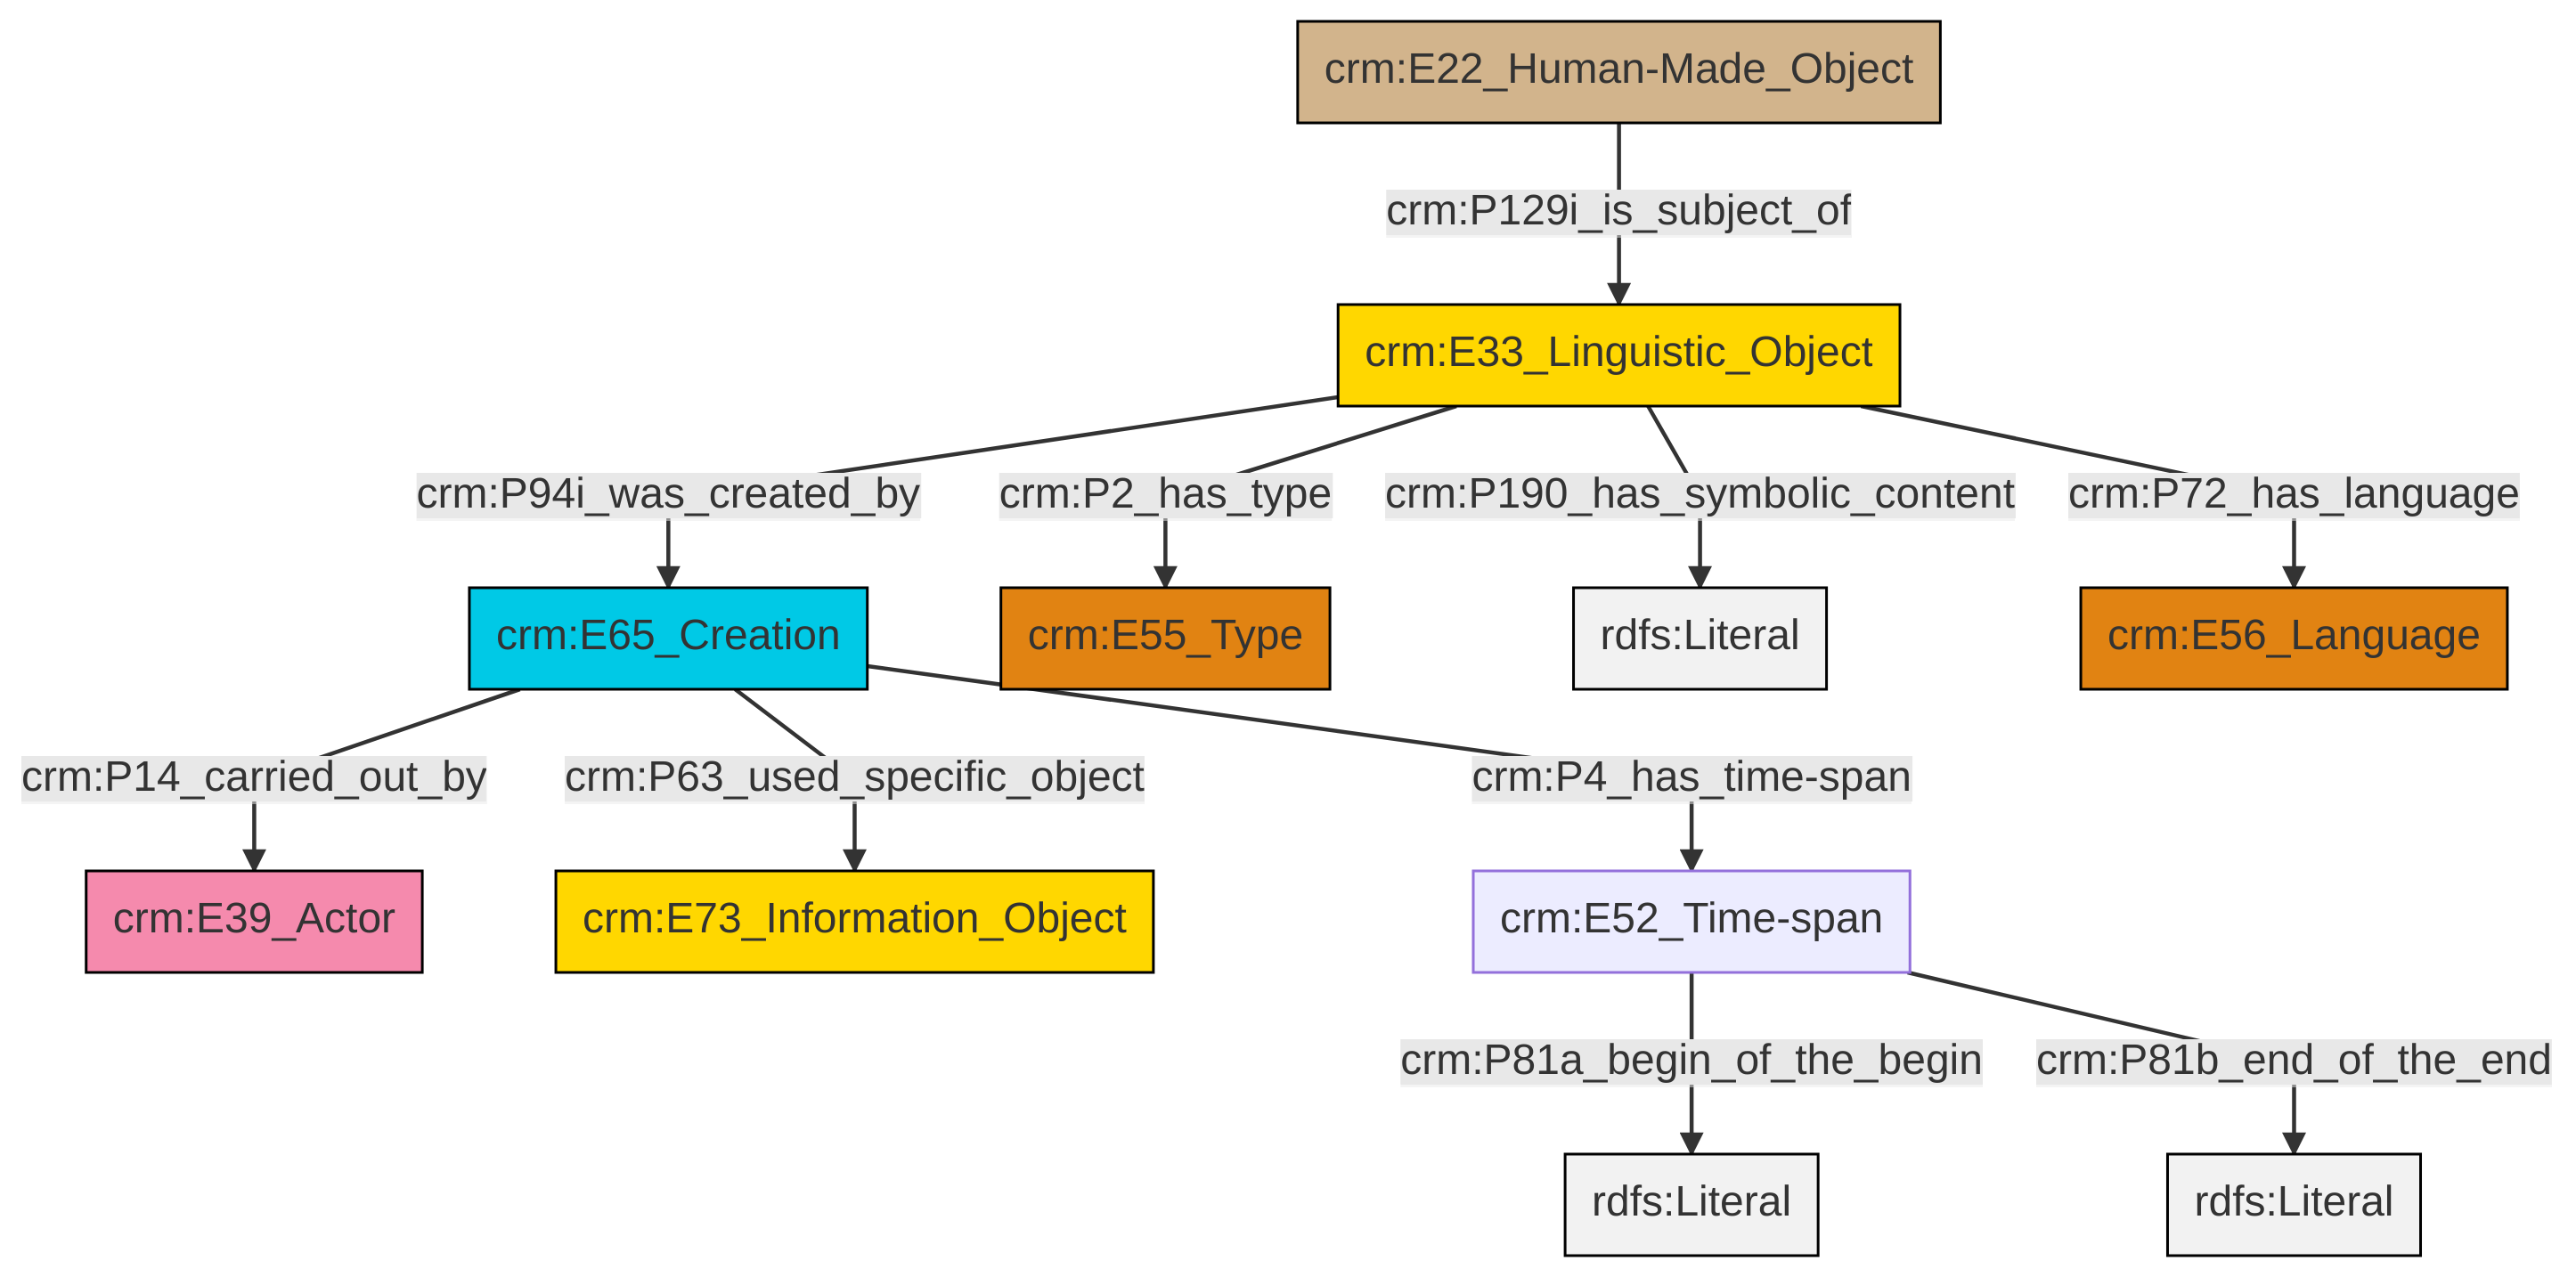 crm:E22_Human-Made_Object
crm:P129i_is_subject_of
crm:E33_Linguistic_Object
crm:P94i_was_created_by
crm:P2_has_type
crm:P190_has_symbolic_content
crm:P72_has_language
crm:E65_Creation
crm:E55_Type
rdfs:Literal
crm:E56_Language
crm:P14_carried_out_by
crm:P63_used_specific_object
crm:P4_has_time-span
crm:E39_Actor
crm:E73_Information_Object
crm:E52_Time-span
crm:P81a_begin_of_the_begin
crm:P81b_end_of_the_end
rdfs:Literal
rdfs:Literal